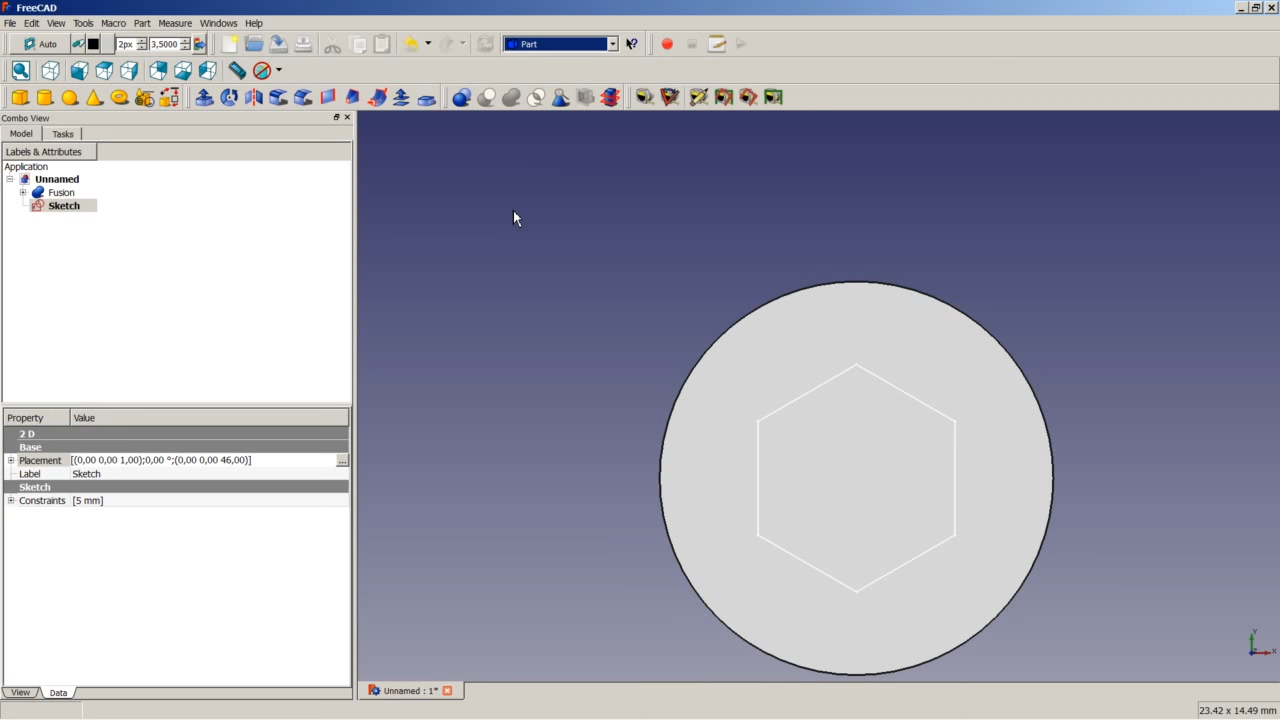 FreeCAD
File Edit View Tools Macro Part Measure Windows Help
Auto 2px 3,5000 Part
Combo View
Model Tasks
Labels & Attributes
Application
Unnamed
Fusion
Sketch
Property Value
2 D
Base
Placement [(0,00 0,00 1,00);0,00 °;(0,00 0,00 46,00)] ...
Label Sketch
Sketch
Constraints [5 mm]
Y
Z X
View Data
Unnamed : 1*
23.42 x 14.49 mm